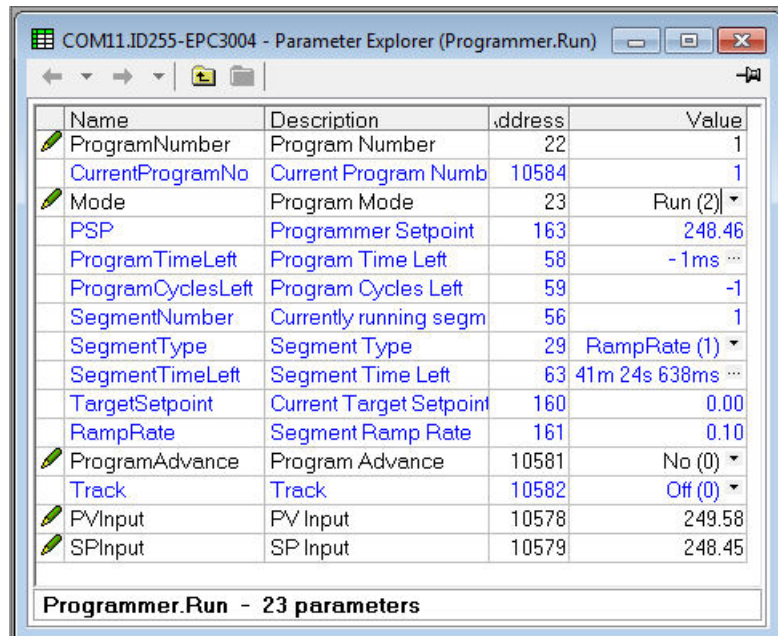 COM11.ID255-EPC3004 - Parameter Explorer (Programmer.Run)
Name Description Address Value
ProgramNumber Program Number 22 1
CurrentProgramNo Current Program Numb 10584 1
Mode Program Mode 23 Run (2)
PSP Programmer Setpoint 163 248.46
ProgramTimeLeft Program Time Left 58 -1ms ...
ProgramCyclesLeft Program Cycles Left 59 -1
SegmentNumber Currently running segm 56 1
SegmentType Segment Type 29 RampRate (1)
SegmentTimeLeft Segment Time Left 63 41m 24s 638ms ...
TargetSetpoint Current Target Setpoint 160 0.00
RampRate Segment Ramp Rate 161 0.10
ProgramAdvance Program Advance 10581 No (0)
Track Track 10582 Off (0)
PVInput PV Input 10578 249.58
SPInput SP Input 10579 248.45
Programmer.Run - 23 parameters